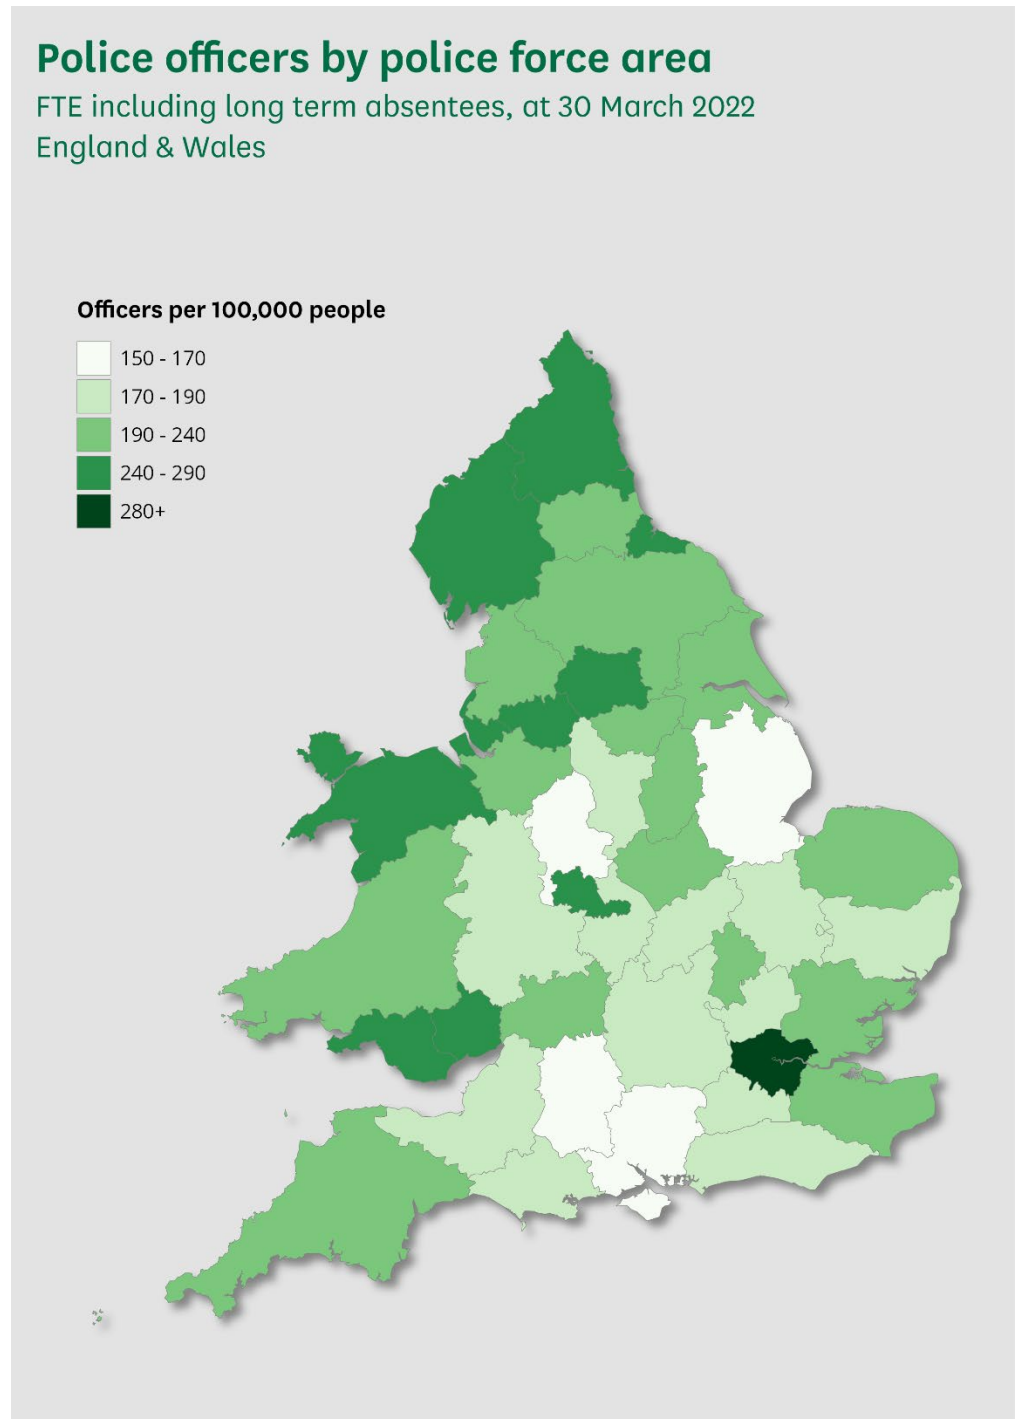 Police officers by police force area
FTE including long term absentees, at 30 March 2022
England & Wales
Officers per 100,000 people
150 - 170
170 - 190
190 - 240
240 - 290
280+